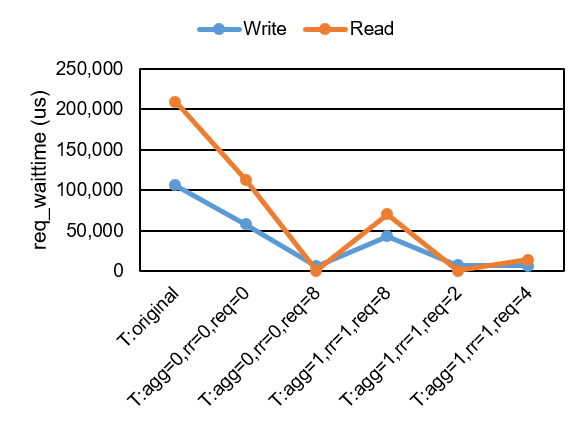 Write Read
req_waittime (us)
250,000
200,000
150,000
100,000
50,000
0
T:original
T:agg=0,rr=0,req=0
T:agg=0,rr=0,req=8
T:agg=1,rr=1,req=8
T:agg=1,rr=1,req=2
T:agg=1,rr=1,req=4